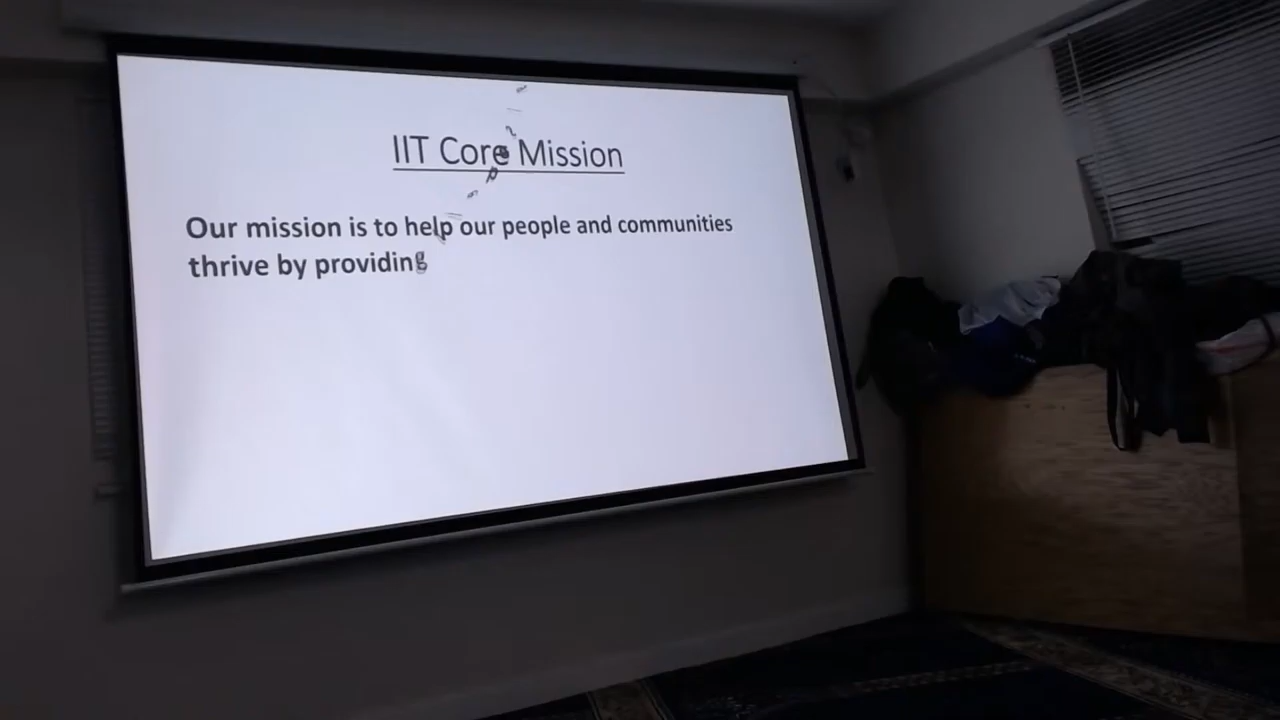 IIT Core Mission
Our mission is to help our people and communities
thrive by providing